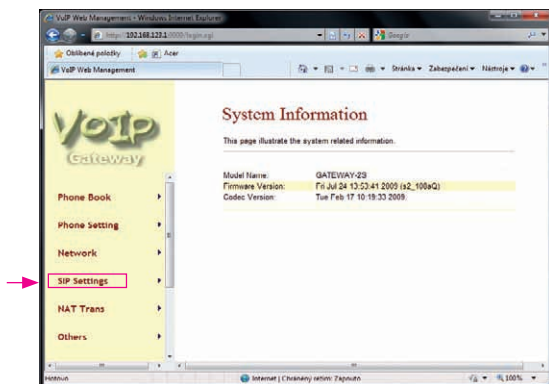 VoIP Web Management - Windows Internet Explorer
http://192.168.123.1:9999/login.cgi
Google
Oblíbené položky
Acer
VoIP Web Management
Stránka
Zabezpečení
Nástroje
VoIP
Gateway
Phone Book
Phone Setting
Network
SIP Settings
NAT Trans
Others
System Information
This page illustrate the system related information.
Model Name: GATEWAY-2S
Firmware Version: Fri Jul 24 13:53:41 2009
Codec Version: Tue Feb 17 10:19:33 2009.
Hotovo
Internet | Chráněný režim: Zapnuto
100%